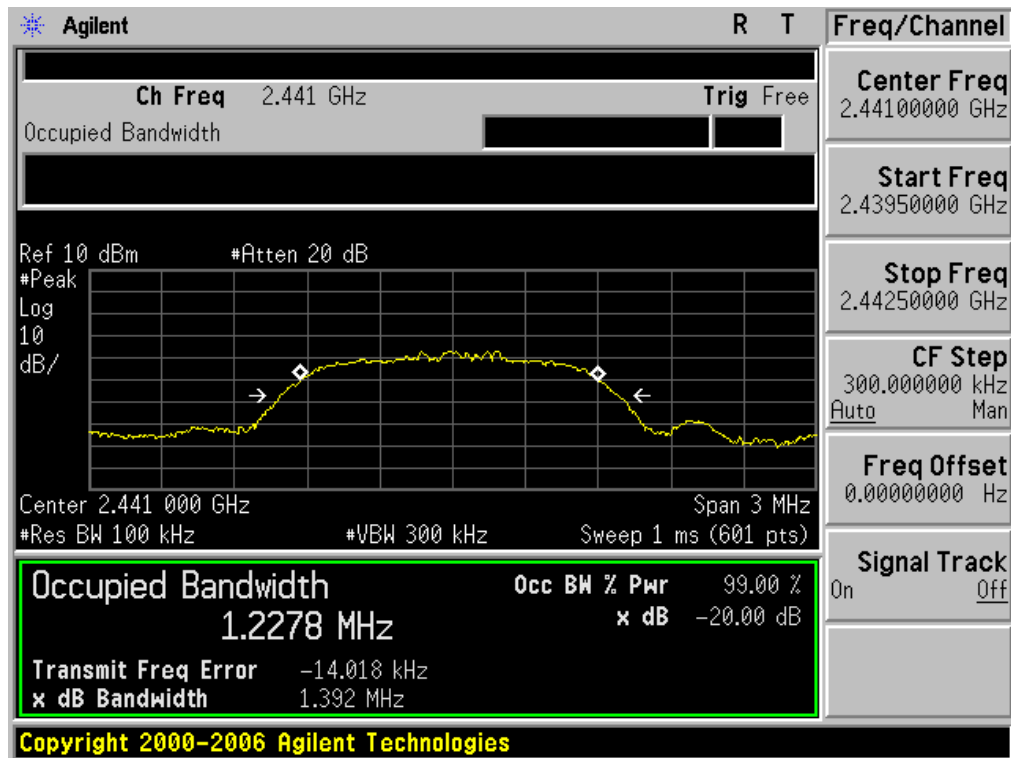 Agilent R T
Ch Freq 2.441 GHz Trig Free
Occupied Bandwidth
Ref 10 dBm #Atten 20 dB
#Peak
Log
10
dB/
Center 2.441 000 GHz Span 3 MHz
#Res BW 100 kHz #VBW 300 kHz Sweep 1 ms (601 pts)
Occupied Bandwidth Occ BW % Pwr 99.00 %
1.2278 MHz x dB -20.00 dB
Transmit Freq Error -14.018 kHz
x dB Bandwidth 1.392 MHz
Copyright 2000-2006 Agilent Technologies
Freq/Channel
Center Freq
2.44100000 GHz
Start Freq
2.43950000 GHz
Stop Freq
2.44250000 GHz
CF Step
300.000000 kHz
Auto Man
Freq Offset
0.00000000 Hz
Signal Track
On Off